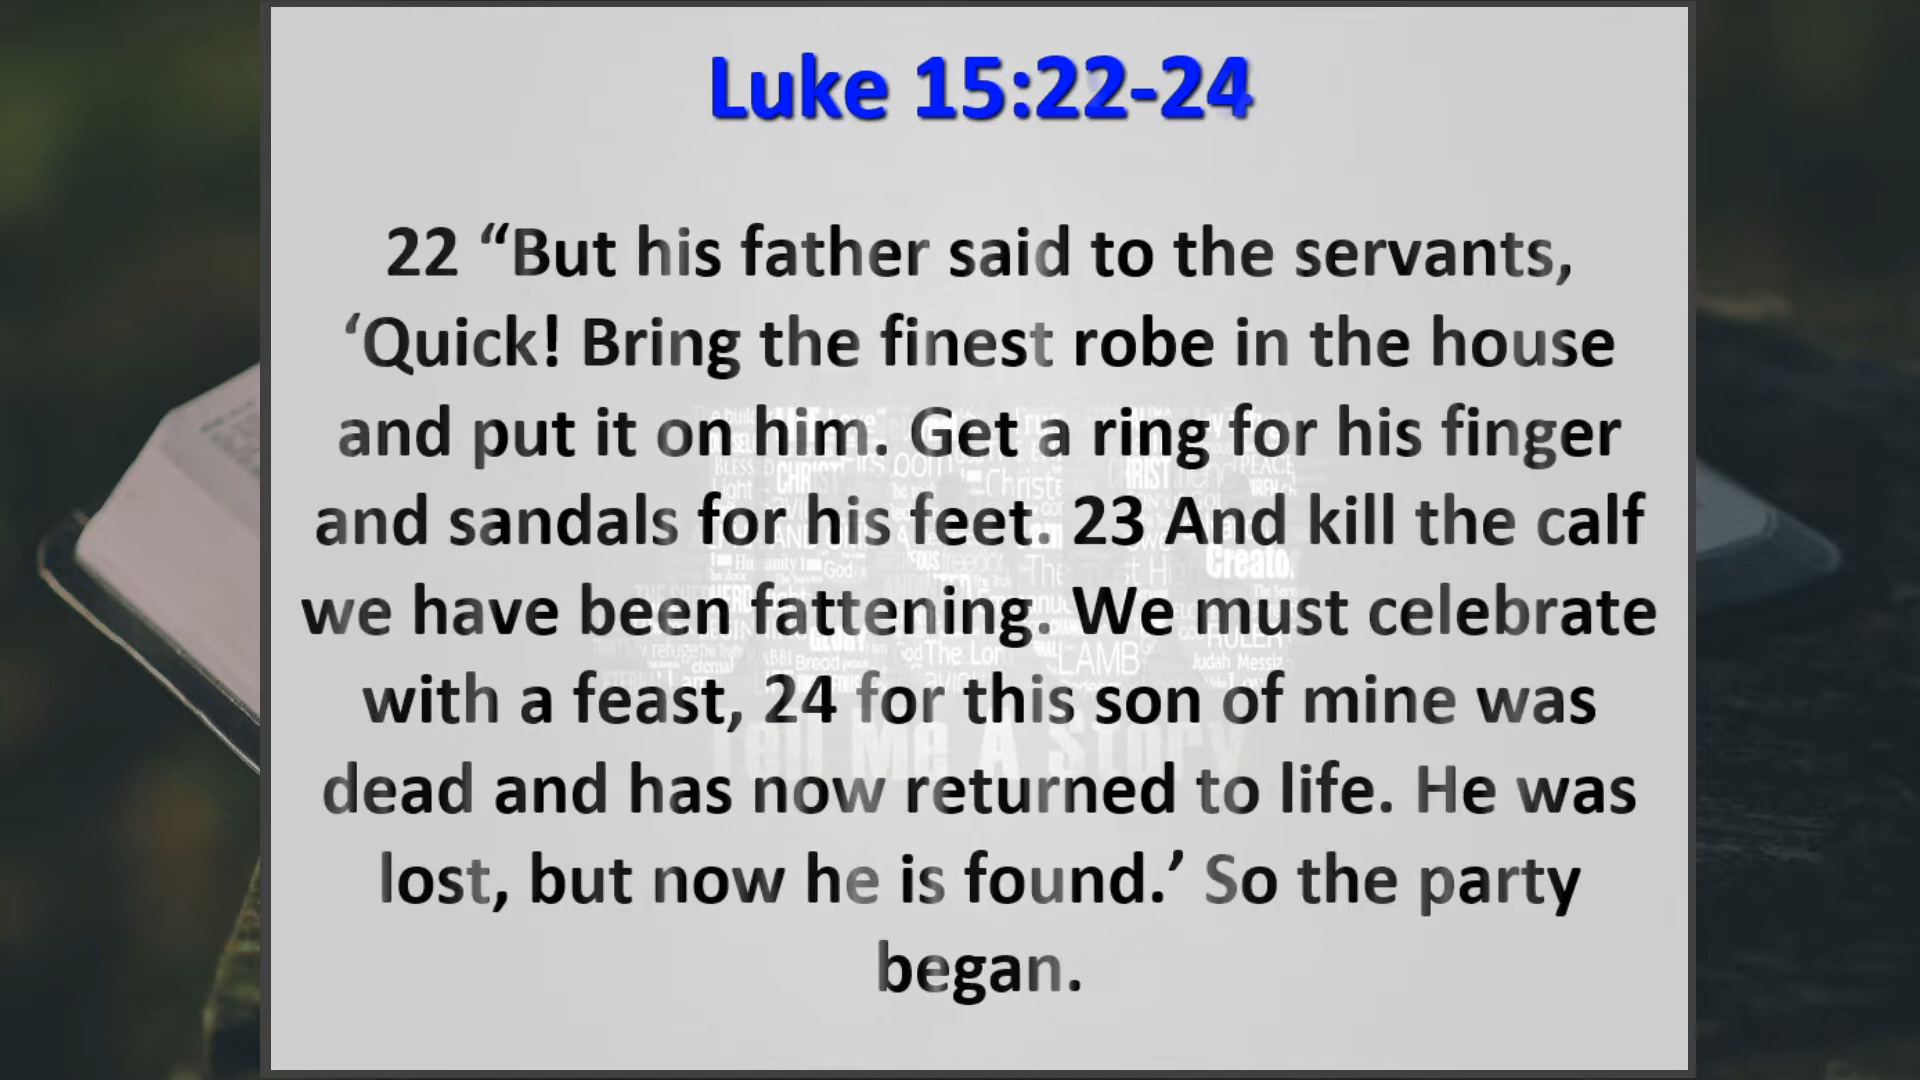 Luke 15:22-24
22 “But his father said to the servants,
‘Quick! Bring the finest robe in the house
and put it on him. Get a ring for his finger
and sandals for his feet. 23 And kill the calf
we have been fattening. We must celebrate
with a feast, 24 for this son of mine was
dead and has now returned to life. He was
lost, but now he is found.’ So the party
began.
Tell Me A Story